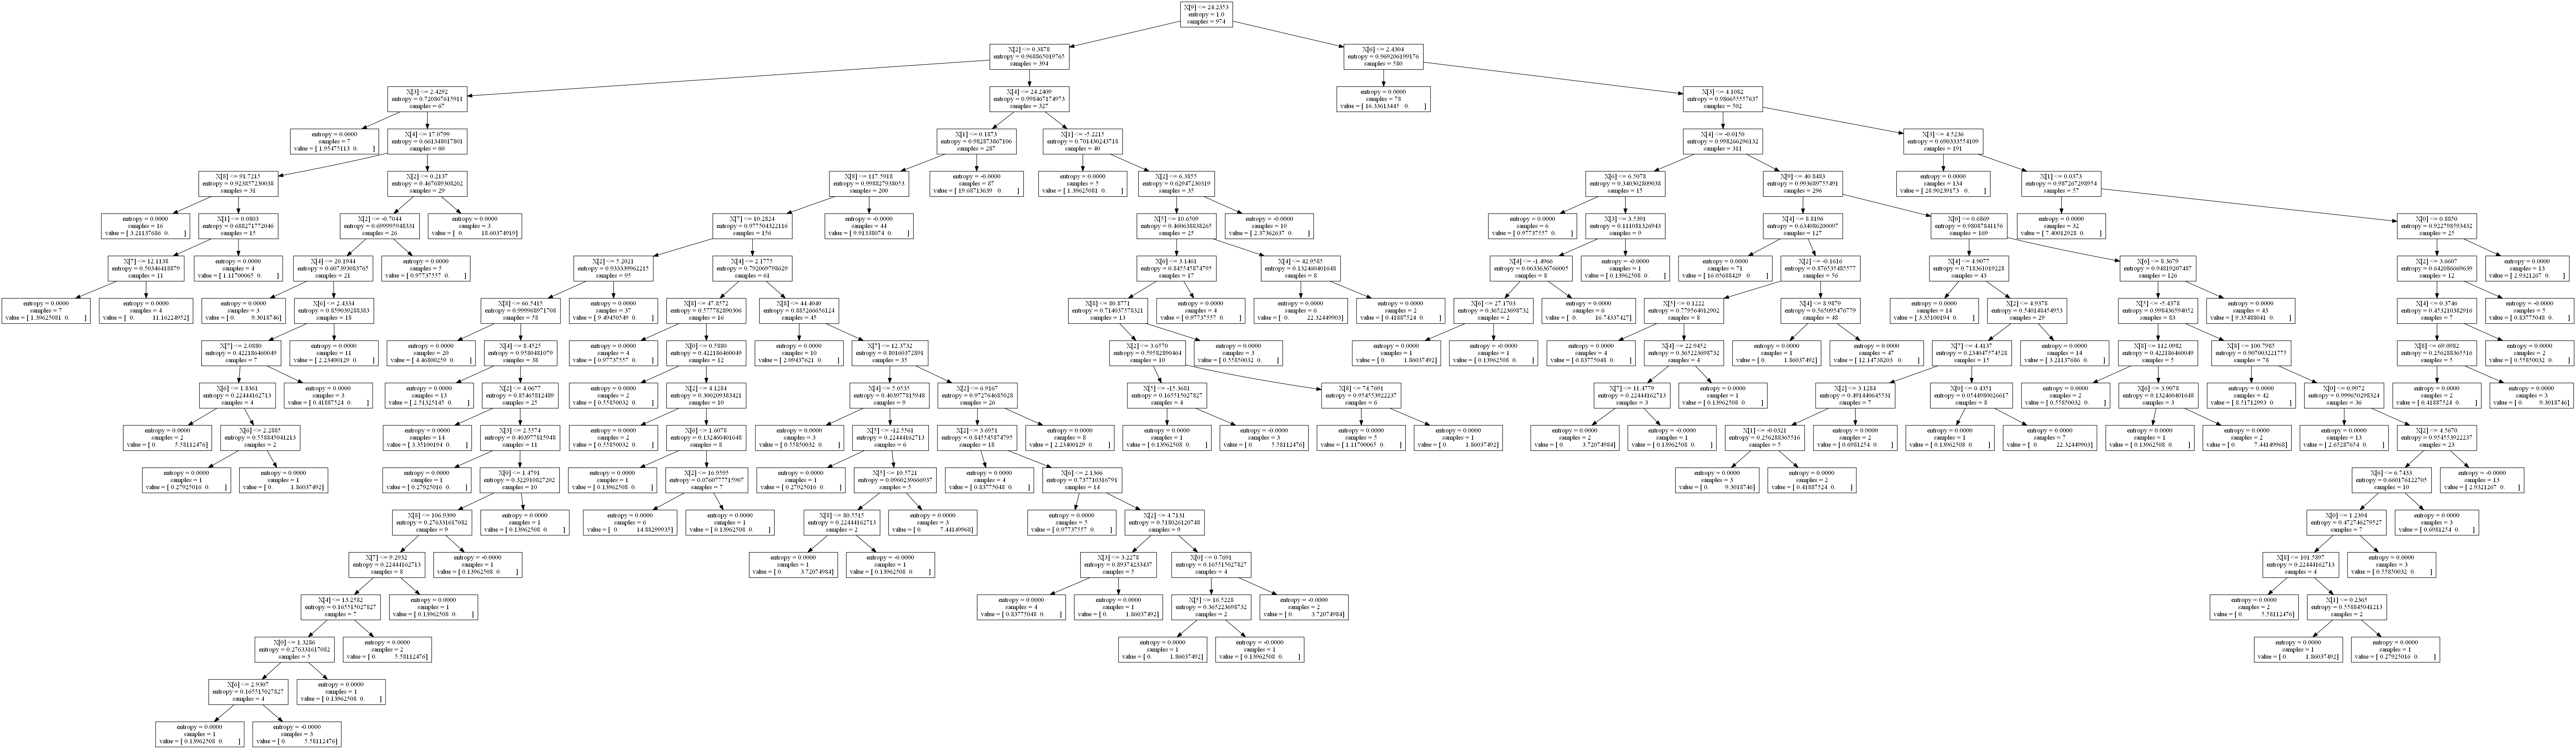 X[9] <= 24.2353
entropy = 1.0
samples = 974
X[2] <= 0.3878
entropy = 0.968865019765
samples = 394
X[6] <= 2.4304
entropy = 0.969206199176
samples = 580
X[3] <= 2.4292
entropy = 0.720867615911
samples = 67
X[4] <= 24.2409
entropy = 0.998467174973
samples = 327
entropy = 0.0000
samples = 78
value = [ 16.33613445 0. ]
X[3] <= 4.1082
entropy = 0.986655557637
samples = 502
entropy = 0.0000
samples = 7
value = [ 1.95475113 0. ]
X[4] <= 17.0799
entropy = 0.661348017801
samples = 60
X[1] <= 0.1873
entropy = 0.982873867106
samples = 287
X[1] <= -5.2215
entropy = 0.701430243718
samples = 40
X[4] <= -0.0150
entropy = 0.998266296132
samples = 311
X[3] <= 4.5236
entropy = 0.690333554109
samples = 191
X[8] <= 91.7215
entropy = 0.923857230038
samples = 31
X[2] <= 0.2137
entropy = 0.467689308202
samples = 29
X[8] <= 117.5918
entropy = 0.998827938053
samples = 200
entropy = -0.0000
samples = 87
value = [ 19.68713639 0. ]
entropy = 0.0000
samples = 5
value = [ 1.39625081 0. ]
X[2] <= 6.3855
entropy = 0.62947230319
samples = 35
X[6] <= 6.5078
entropy = 0.340302809038
samples = 15
X[9] <= 40.8483
entropy = 0.993689755491
samples = 296
entropy = 0.0000
samples = 134
value = [ 28.90239173 0. ]
X[1] <= 0.0373
entropy = 0.987267298954
samples = 57
entropy = 0.0000
samples = 16
value = [ 3.21137686 0. ]
X[1] <= 0.0803
entropy = 0.688271772046
samples = 15
X[2] <= -0.7044
entropy = 0.699995948331
samples = 26
entropy = 0.0000
samples = 3
value = [ 0. 18.60374919]
X[7] <= 10.2824
entropy = 0.977504322116
samples = 156
entropy = -0.0000
samples = 44
value = [ 9.91338074 0. ]
X[5] <= 10.6509
entropy = 0.460638838265
samples = 25
entropy = -0.0000
samples = 10
value = [ 2.37362637 0. ]
entropy = 0.0000
samples = 6
value = [ 0.97737557 0. ]
X[3] <= 3.5391
entropy = 0.111081326943
samples = 9
X[4] <= 8.8196
entropy = 0.634086200097
samples = 127
X[0] <= 0.6869
entropy = 0.98087841156
samples = 169
entropy = 0.0000
samples = 32
value = [ 7.40012928 0. ]
X[0] <= 0.8850
entropy = 0.922798593432
samples = 25
X[7] <= 12.1138
entropy = 0.50346418879
samples = 11
entropy = 0.0000
samples = 4
value = [ 1.11700065 0. ]
X[4] <= 20.1944
entropy = 0.607393083765
samples = 21
entropy = 0.0000
samples = 5
value = [ 0.97737557 0. ]
X[2] <= 5.2021
entropy = 0.933339962215
samples = 95
X[4] <= 2.1775
entropy = 0.792069798629
samples = 61
X[6] <= 3.1461
entropy = 0.845545874795
samples = 17
X[4] <= 42.9585
entropy = 0.132460401648
samples = 8
X[4] <= -1.4966
entropy = 0.0633636766005
samples = 8
entropy = -0.0000
samples = 1
value = [ 0.13962508 0. ]
entropy = 0.0000
samples = 71
value = [ 16.05688429 0. ]
X[2] <= -0.1616
entropy = 0.876535485577
samples = 56
X[4] <= 4.9077
entropy = 0.718361019228
samples = 43
X[6] <= 8.3679
entropy = 0.94819207487
samples = 126
X[2] <= 3.6607
entropy = 0.642086669639
samples = 12
entropy = 0.0000
samples = 13
value = [ 2.9321267 0. ]
entropy = 0.0000
samples = 7
value = [ 1.39625081 0. ]
entropy = 0.0000
samples = 4
value = [ 0. 11.16224952]
entropy = 0.0000
samples = 3
value = [ 0. 9.3018746]
X[6] <= 2.4334
entropy = 0.859039288383
samples = 18
X[8] <= 66.5415
entropy = 0.999968971708
samples = 58
entropy = 0.0000
samples = 37
value = [ 9.49450549 0. ]
X[8] <= 47.8572
entropy = 0.577782890306
samples = 16
X[8] <= 44.4040
entropy = 0.885266656124
samples = 45
X[8] <= 80.8771
entropy = 0.714037578321
samples = 13
entropy = 0.0000
samples = 4
value = [ 0.97737557 0. ]
entropy = 0.0000
samples = 6
value = [ 0. 22.32449903]
entropy = 0.0000
samples = 2
value = [ 0.41887524 0. ]
X[6] <= 27.1703
entropy = 0.365223698732
samples = 2
entropy = 0.0000
samples = 6
value = [ 0. 16.74337427]
X[5] <= 0.1222
entropy = 0.779564012902
samples = 8
X[4] <= 8.9879
entropy = 0.565095476779
samples = 48
entropy = 0.0000
samples = 14
value = [ 3.35100194 0. ]
X[2] <= 4.9378
entropy = 0.540148454953
samples = 29
X[5] <= -5.4378
entropy = 0.998436594052
samples = 83
entropy = 0.0000
samples = 43
value = [ 9.35488041 0. ]
X[4] <= 0.3746
entropy = 0.453210382916
samples = 7
entropy = -0.0000
samples = 5
value = [ 0.83775048 0. ]
X[7] <= 2.0880
entropy = 0.422186460049
samples = 7
entropy = 0.0000
samples = 11
value = [ 2.23400129 0. ]
entropy = 0.0000
samples = 20
value = [ 4.46800259 0. ]
X[4] <= 8.4525
entropy = 0.9580481079
samples = 38
entropy = 0.0000
samples = 4
value = [ 0.97737557 0. ]
X[0] <= 0.5880
entropy = 0.422186460049
samples = 12
entropy = 0.0000
samples = 10
value = [ 2.09437621 0. ]
X[7] <= 12.3732
entropy = 0.80160372891
samples = 35
X[2] <= 3.6570
entropy = 0.59582890464
samples = 10
entropy = 0.0000
samples = 3
value = [ 0.55850032 0. ]
entropy = 0.0000
samples = 1
value = [ 0. 1.86037492]
entropy = -0.0000
samples = 1
value = [ 0.13962508 0. ]
entropy = 0.0000
samples = 4
value = [ 0.83775048 0. ]
X[4] <= 22.9452
entropy = 0.365223698732
samples = 4
entropy = 0.0000
samples = 1
value = [ 0. 1.86037492]
entropy = 0.0000
samples = 47
value = [ 12.14738203 0. ]
X[7] <= 4.4137
entropy = 0.234047574528
samples = 15
entropy = 0.0000
samples = 14
value = [ 3.21137686 0. ]
X[8] <= 112.0982
entropy = 0.422186460049
samples = 5
X[8] <= 100.7985
entropy = 0.907003221775
samples = 78
X[8] <= 69.0982
entropy = 0.256288365516
samples = 5
entropy = 0.0000
samples = 2
value = [ 0.55850032 0. ]
X[6] <= 1.8361
entropy = 0.22444162713
samples = 4
entropy = 0.0000
samples = 3
value = [ 0.41887524 0. ]
entropy = 0.0000
samples = 13
value = [ 2.51325145 0. ]
X[2] <= 4.0677
entropy = 0.85465812489
samples = 25
entropy = 0.0000
samples = 2
value = [ 0.55850032 0. ]
X[2] <= 4.1284
entropy = 0.300209383421
samples = 10
X[4] <= 5.0535
entropy = 0.403977815948
samples = 9
X[2] <= 6.9167
entropy = 0.972764685028
samples = 26
X[5] <= -15.3681
entropy = 0.165515027827
samples = 4
X[8] <= 74.7691
entropy = 0.954553922237
samples = 6
X[7] <= 11.4779
entropy = 0.22444162713
samples = 3
entropy = 0.0000
samples = 1
value = [ 0.13962508 0. ]
X[2] <= 3.1284
entropy = 0.491440645531
samples = 7
X[0] <= 0.4351
entropy = 0.0544980026617
samples = 8
entropy = 0.0000
samples = 2
value = [ 0.55850032 0. ]
X[6] <= 3.9078
entropy = 0.132460401648
samples = 3
entropy = 0.0000
samples = 42
value = [ 8.51712993 0. ]
X[0] <= 0.9972
entropy = 0.999650298324
samples = 36
entropy = 0.0000
samples = 2
value = [ 0.41887524 0. ]
entropy = 0.0000
samples = 3
value = [ 0. 9.3018746]
entropy = 0.0000
samples = 2
value = [ 0. 5.58112476]
X[6] <= 2.2885
entropy = 0.558845041213
samples = 2
entropy = 0.0000
samples = 14
value = [ 3.35100194 0. ]
X[3] <= 2.5574
entropy = 0.403977815948
samples = 11
entropy = 0.0000
samples = 2
value = [ 0.55850032 0. ]
X[6] <= 1.6078
entropy = 0.132460401648
samples = 8
entropy = 0.0000
samples = 3
value = [ 0.55850032 0. ]
X[5] <= -12.5561
entropy = 0.22444162713
samples = 6
X[2] <= 3.6951
entropy = 0.845545874795
samples = 18
entropy = 0.0000
samples = 8
value = [ 2.23400129 0. ]
entropy = 0.0000
samples = 1
value = [ 0.13962508 0. ]
entropy = -0.0000
samples = 3
value = [ 0. 5.58112476]
entropy = 0.0000
samples = 5
value = [ 1.11700065 0. ]
entropy = 0.0000
samples = 1
value = [ 0. 1.86037492]
entropy = 0.0000
samples = 2
value = [ 0. 3.72074984]
entropy = -0.0000
samples = 1
value = [ 0.13962508 0. ]
X[1] <= -0.0321
entropy = 0.256288365516
samples = 5
entropy = 0.0000
samples = 2
value = [ 0.6981254 0. ]
entropy = 0.0000
samples = 1
value = [ 0.13962508 0. ]
entropy = 0.0000
samples = 7
value = [ 0. 22.32449903]
entropy = 0.0000
samples = 1
value = [ 0.13962508 0. ]
entropy = 0.0000
samples = 2
value = [ 0. 7.44149968]
entropy = 0.0000
samples = 13
value = [ 2.65287654 0. ]
X[2] <= 4.5670
entropy = 0.954553922237
samples = 23
entropy = 0.0000
samples = 1
value = [ 0.27925016 0. ]
entropy = 0.0000
samples = 1
value = [ 0. 1.86037492]
entropy = 0.0000
samples = 1
value = [ 0.27925016 0. ]
X[0] <= 1.4791
entropy = 0.322910827202
samples = 10
entropy = 0.0000
samples = 1
value = [ 0.13962508 0. ]
X[2] <= 16.9595
entropy = 0.0760777715907
samples = 7
entropy = 0.0000
samples = 1
value = [ 0.27925016 0. ]
X[5] <= 10.5721
entropy = 0.0960239666937
samples = 5
entropy = 0.0000
samples = 4
value = [ 0.83775048 0. ]
X[6] <= 2.1366
entropy = 0.737710316791
samples = 14
entropy = 0.0000
samples = 3
value = [ 0. 9.3018746]
entropy = 0.0000
samples = 2
value = [ 0.41887524 0. ]
X[6] <= 6.7433
entropy = 0.660176122705
samples = 10
entropy = -0.0000
samples = 13
value = [ 2.9321267 0. ]
X[8] <= 106.9390
entropy = 0.276331617082
samples = 9
entropy = 0.0000
samples = 1
value = [ 0.13962508 0. ]
entropy = 0.0000
samples = 6
value = [ 0. 14.88299935]
entropy = 0.0000
samples = 1
value = [ 0.13962508 0. ]
X[8] <= 80.5515
entropy = 0.22444162713
samples = 2
entropy = 0.0000
samples = 3
value = [ 0. 7.44149968]
entropy = 0.0000
samples = 5
value = [ 0.97737557 0. ]
X[2] <= 4.7131
entropy = 0.518026120748
samples = 9
X[0] <= 1.2394
entropy = 0.472746279527
samples = 7
entropy = 0.0000
samples = 3
value = [ 0.6981254 0. ]
X[7] <= 9.2932
entropy = 0.22444162713
samples = 8
entropy = -0.0000
samples = 1
value = [ 0.13962508 0. ]
entropy = 0.0000
samples = 1
value = [ 0. 3.72074984]
entropy = -0.0000
samples = 1
value = [ 0.13962508 0. ]
X[3] <= 3.2278
entropy = 0.89374233437
samples = 5
X[0] <= 0.7691
entropy = 0.165515027827
samples = 4
X[8] <= 101.5897
entropy = 0.22444162713
samples = 4
entropy = 0.0000
samples = 3
value = [ 0.55850032 0. ]
X[4] <= 13.2582
entropy = 0.165515027827
samples = 7
entropy = 0.0000
samples = 1
value = [ 0.13962508 0. ]
entropy = 0.0000
samples = 4
value = [ 0.83775048 0. ]
entropy = 0.0000
samples = 1
value = [ 0. 1.86037492]
X[5] <= 16.5228
entropy = 0.365223698732
samples = 2
entropy = -0.0000
samples = 2
value = [ 0. 3.72074984]
entropy = 0.0000
samples = 2
value = [ 0. 5.58112476]
X[1] <= 0.2365
entropy = 0.558845041213
samples = 2
X[0] <= 1.3286
entropy = 0.276331617082
samples = 5
entropy = 0.0000
samples = 2
value = [ 0. 5.58112476]
entropy = 0.0000
samples = 1
value = [ 0. 1.86037492]
entropy = -0.0000
samples = 1
value = [ 0.13962508 0. ]
entropy = 0.0000
samples = 1
value = [ 0. 1.86037492]
entropy = 0.0000
samples = 1
value = [ 0.27925016 0. ]
X[6] <= 2.9307
entropy = 0.165515027827
samples = 4
entropy = 0.0000
samples = 1
value = [ 0.13962508 0. ]
entropy = 0.0000
samples = 1
value = [ 0.13962508 0. ]
entropy = -0.0000
samples = 3
value = [ 0. 5.58112476]